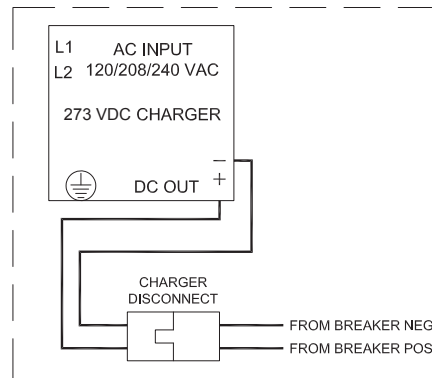 L1 AC INPUT
L2 120/208/240 VAC
273 VDC CHARGER
−
DC OUT +
CHARGER
DISCONNECT
FROM BREAKER NEG
FROM BREAKER POS